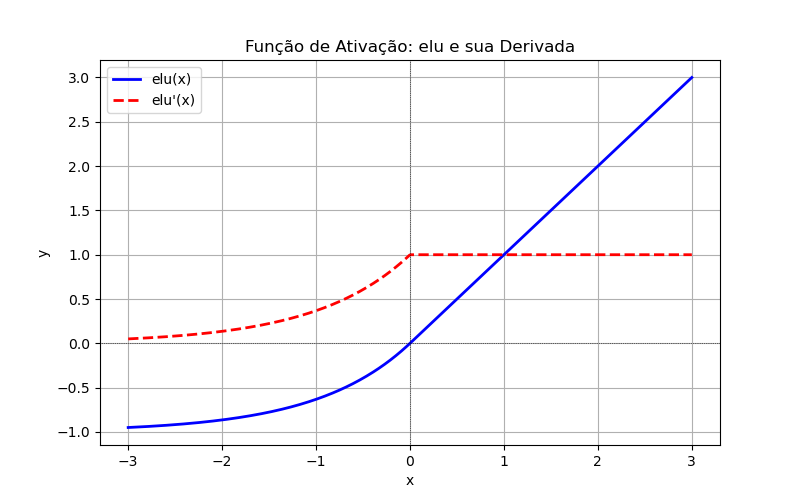 Função de Ativação: elu e sua Derivada
elu(x)
elu'(x)
y
3.0
2.5
2.0
1.5
1.0
0.5
0.0
−0.5
−1.0
−3 −2 −1 0 1 2 3
x